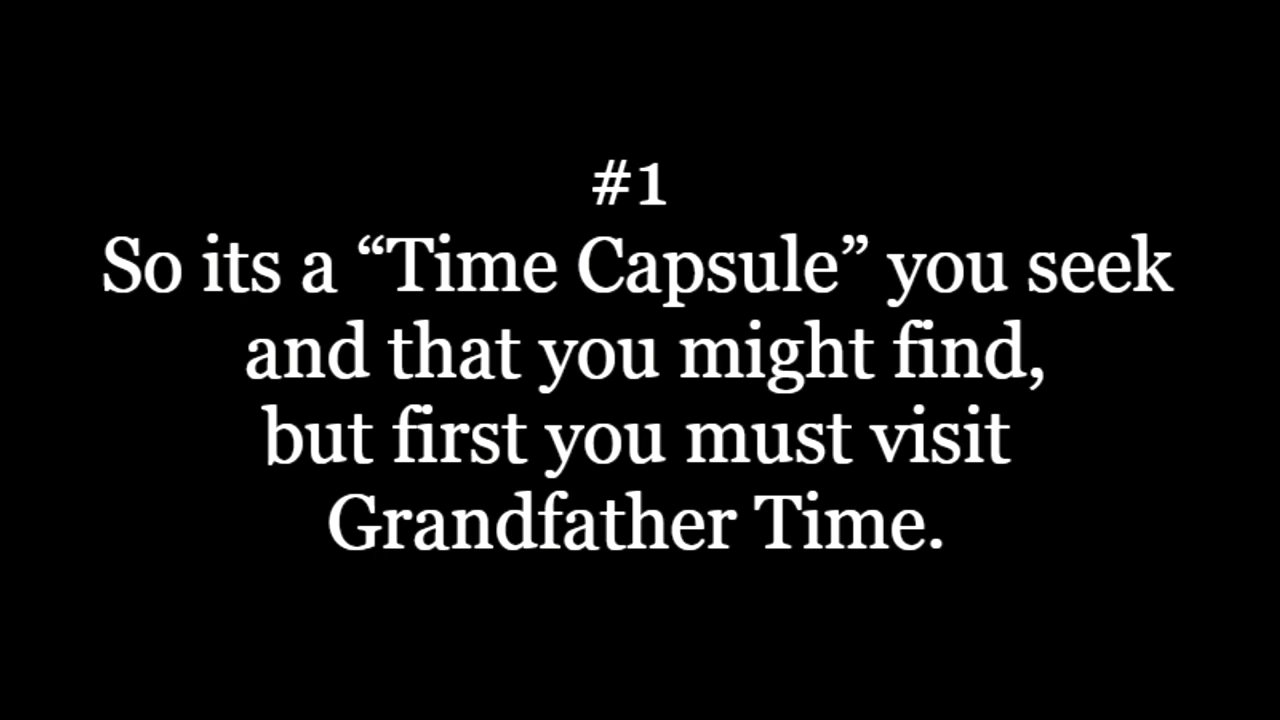 #1
So its a “Time Capsule” you seek
and that you might find,
but first you must visit
Grandfather Time.